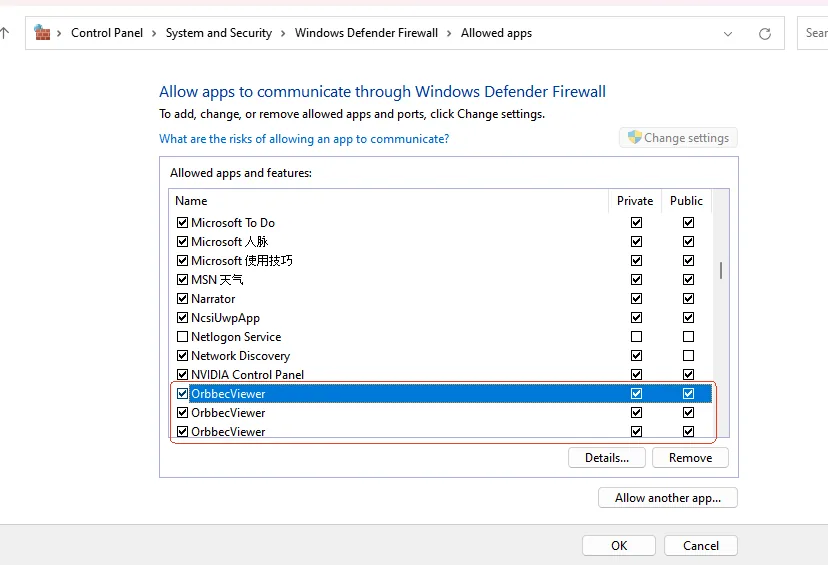 Control Panel > System and Security > Windows Defender Firewall > Allowed apps
Sear
Allow apps to communicate through Windows Defender Firewall
To add, change, or remove allowed apps and ports, click Change settings.
What are the risks of allowing an app to communicate?
Change settings
Allowed apps and features:
Name Private Public
Microsoft To Do
Microsoft 人脉
Microsoft 使用技巧
MSN 天气
Narrator
NcsiUwpApp
Netlogon Service
Network Discovery
NVIDIA Control Panel
OrbbecViewer
OrbbecViewer
OrbbecViewer
Details... Remove
Allow another app...
OK Cancel